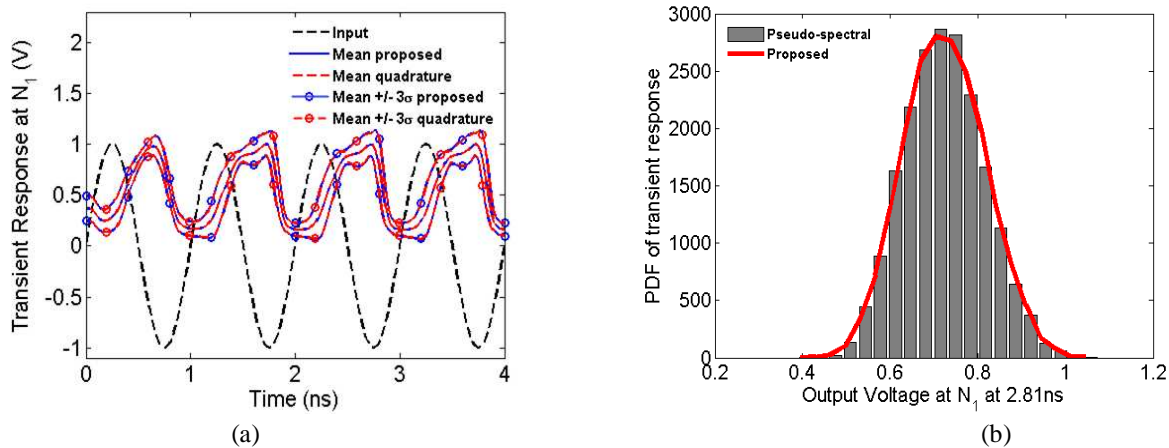 Transient Response at N1 (V)
2
1.5
1
0.5
0
-0.5
-1
Input
Mean proposed
Mean quadrature
Mean +/- 3σ proposed
Mean +/- 3σ quadrature
0 1 2 3 4
Time (ns)
(a)
PDF of transient response
3000
2500
2000
1500
1000
500
0
Pseudo-spectral
Proposed
0.2 0.4 0.6 0.8 1 1.2
Output Voltage at N1 at 2.81ns
(b)